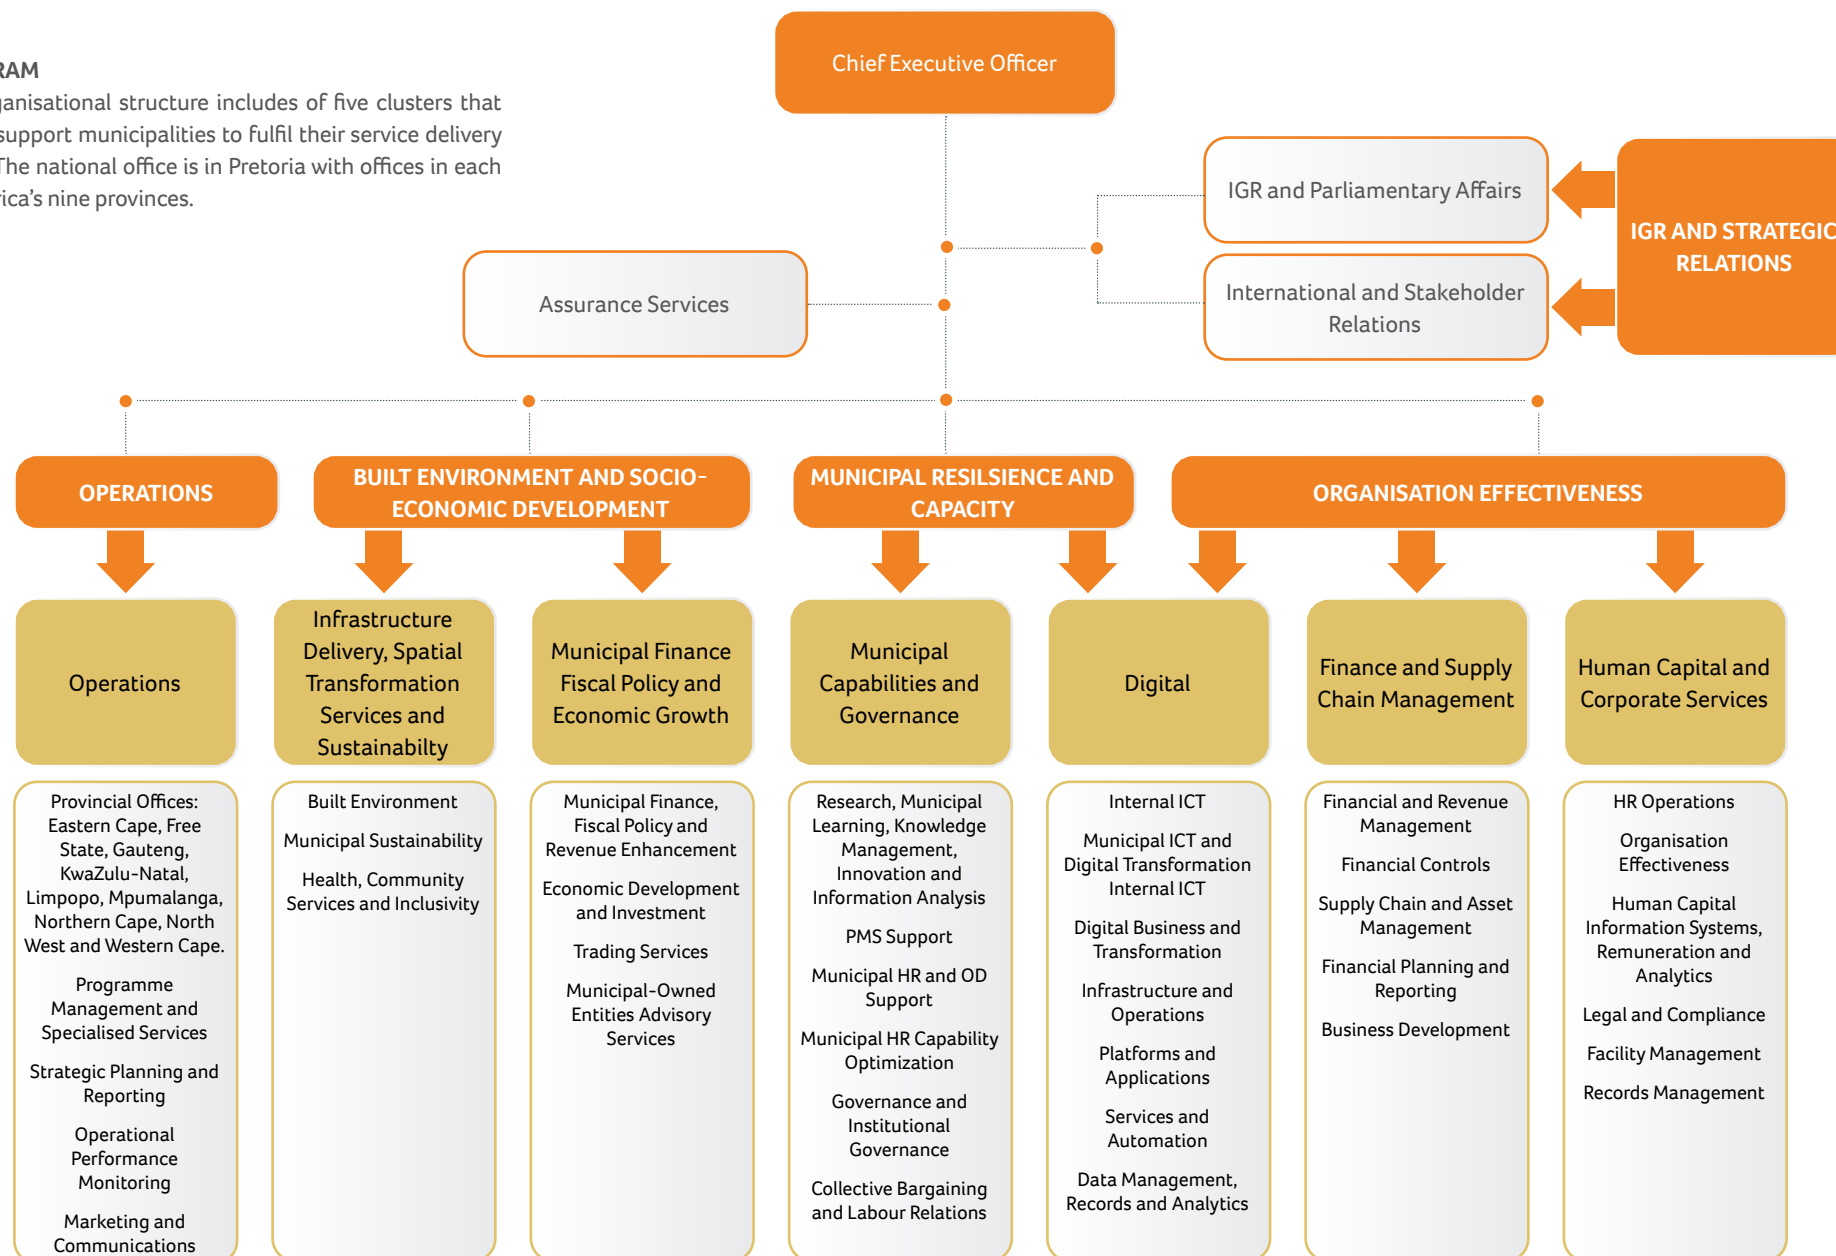 RAM
ganisational structure includes of five clusters that
support municipalities to fulfil their service delivery
The national office is in Pretoria with offices in each
rica's nine provinces.
Chief Executive Officer
IGR and Parliamentary Affairs
International and Stakeholder
Relations
IGR AND STRATEGIC
RELATIONS
Assurance Services
OPERATIONS
BUILT ENVIRONMENT AND SOCIO-
ECONOMIC DEVELOPMENT
MUNICIPAL RESILSIENCE AND
CAPACITY
ORGANISATION EFFECTIVENESS
Operations
Infrastructure
Delivery, Spatial
Transformation
Services and
Sustainabilty
Municipal Finance
Fiscal Policy and
Economic Growth
Municipal
Capabilities and
Governance
Digital
Finance and Supply
Chain Management
Human Capital and
Corporate Services
Provincial Offices:
Eastern Cape, Free
State, Gauteng,
KwaZulu-Natal,
Limpopo, Mpumalanga,
Northern Cape, North
West and Western Cape.
Programme
Management and
Specialised Services
Strategic Planning and
Reporting
Operational
Performance
Monitoring
Marketing and
Communications
Built Environment
Municipal Sustainability
Health, Community
Services and Inclusivity
Municipal Finance,
Fiscal Policy and
Revenue Enhancement
Economic Development
and Investment
Trading Services
Municipal-Owned
Entities Advisory
Services
Research, Municipal
Learning, Knowledge
Management,
Innovation and
Information Analysis
PMS Support
Municipal HR and OD
Support
Municipal HR Capability
Optimization
Governance and
Institutional
Governance
Collective Bargaining
and Labour Relations
Internal ICT
Municipal ICT and
Digital Transformation
Internal ICT
Digital Business and
Transformation
Infrastructure and
Operations
Platforms and
Applications
Services and
Automation
Data Management,
Records and Analytics
Financial and Revenue
Management
Financial Controls
Supply Chain and Asset
Management
Financial Planning and
Reporting
Business Development
HR Operations
Organisation
Effectiveness
Human Capital
Information Systems,
Remuneration and
Analytics
Legal and Compliance
Facility Management
Records Management